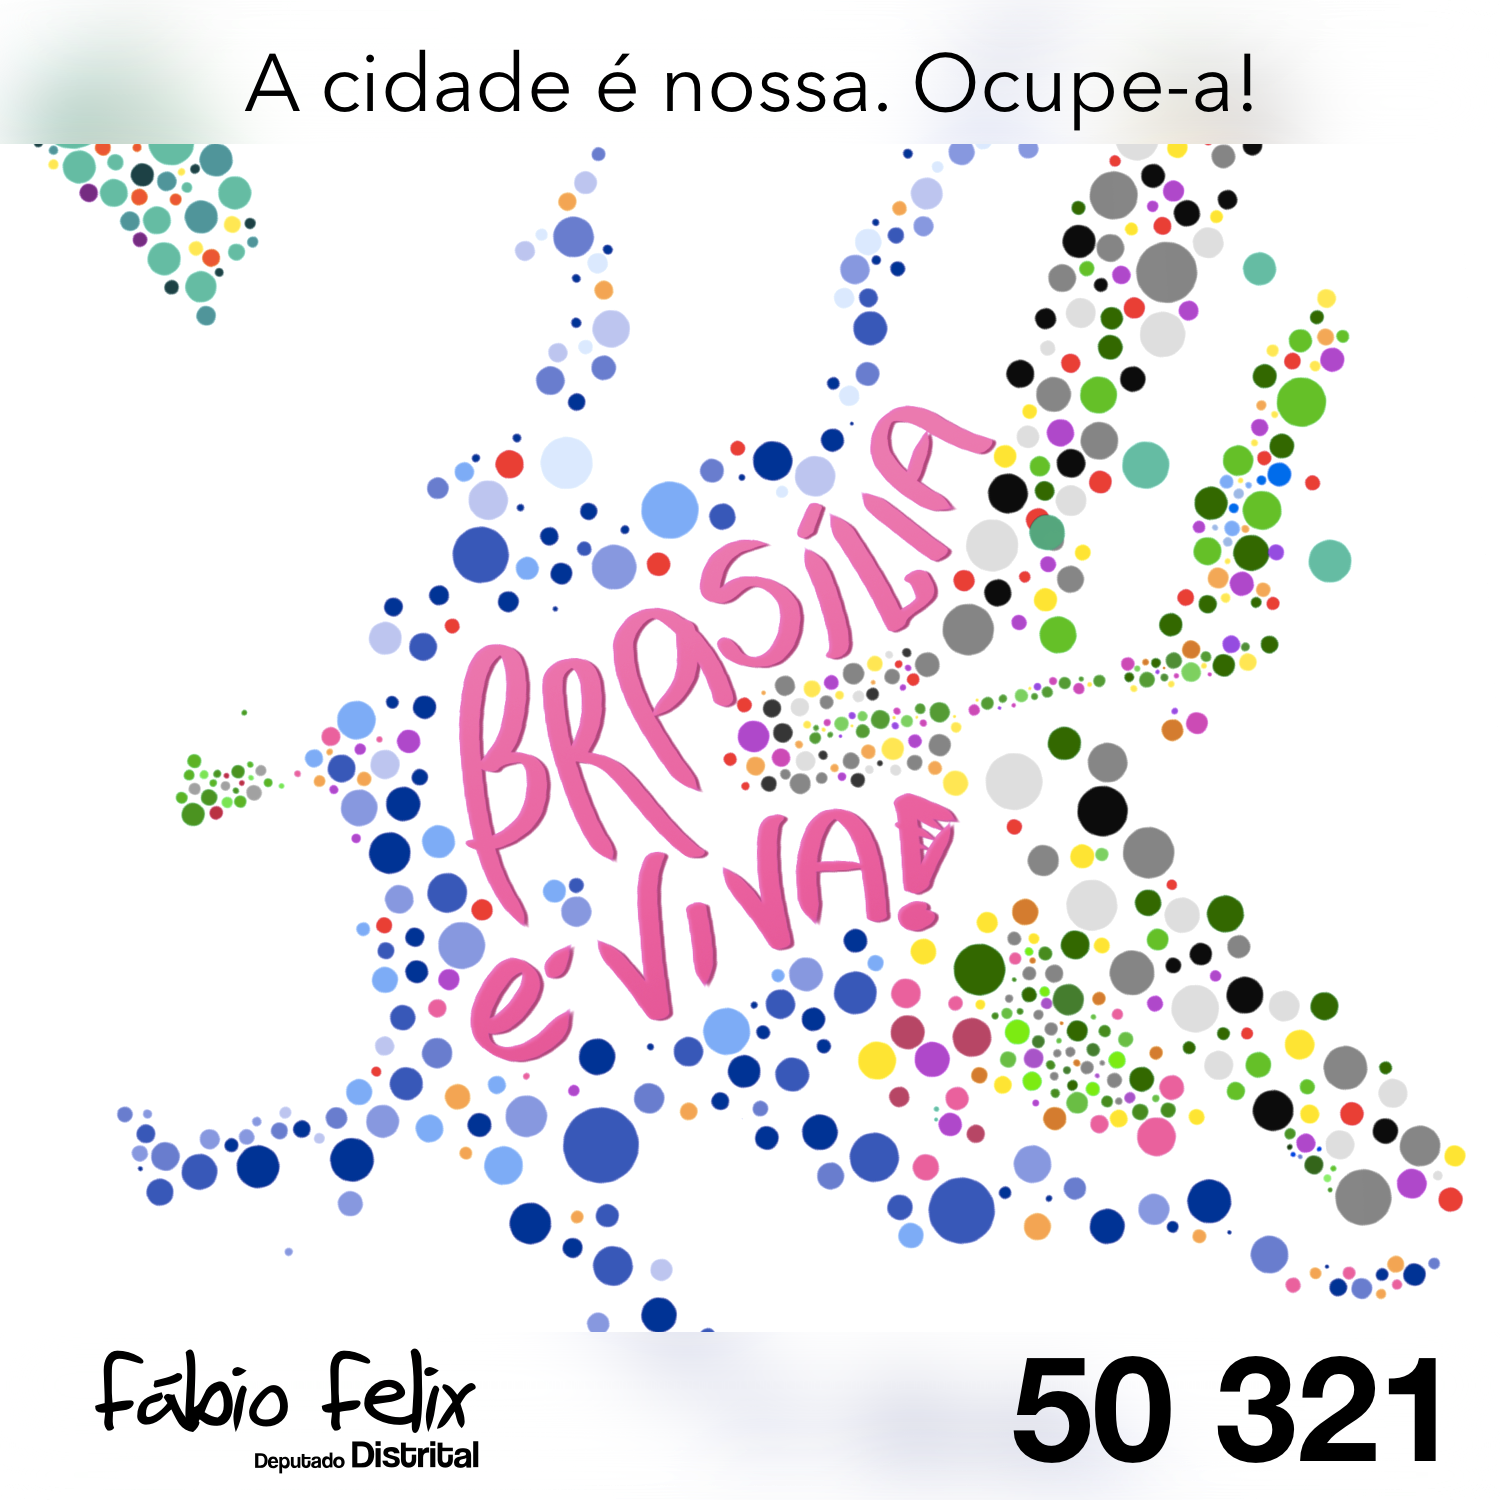 A cidade é nossa. Ocupe-a!
BRASÍLIA
É VIVA!
Fábio Felix
Deputado Distrital
50 321